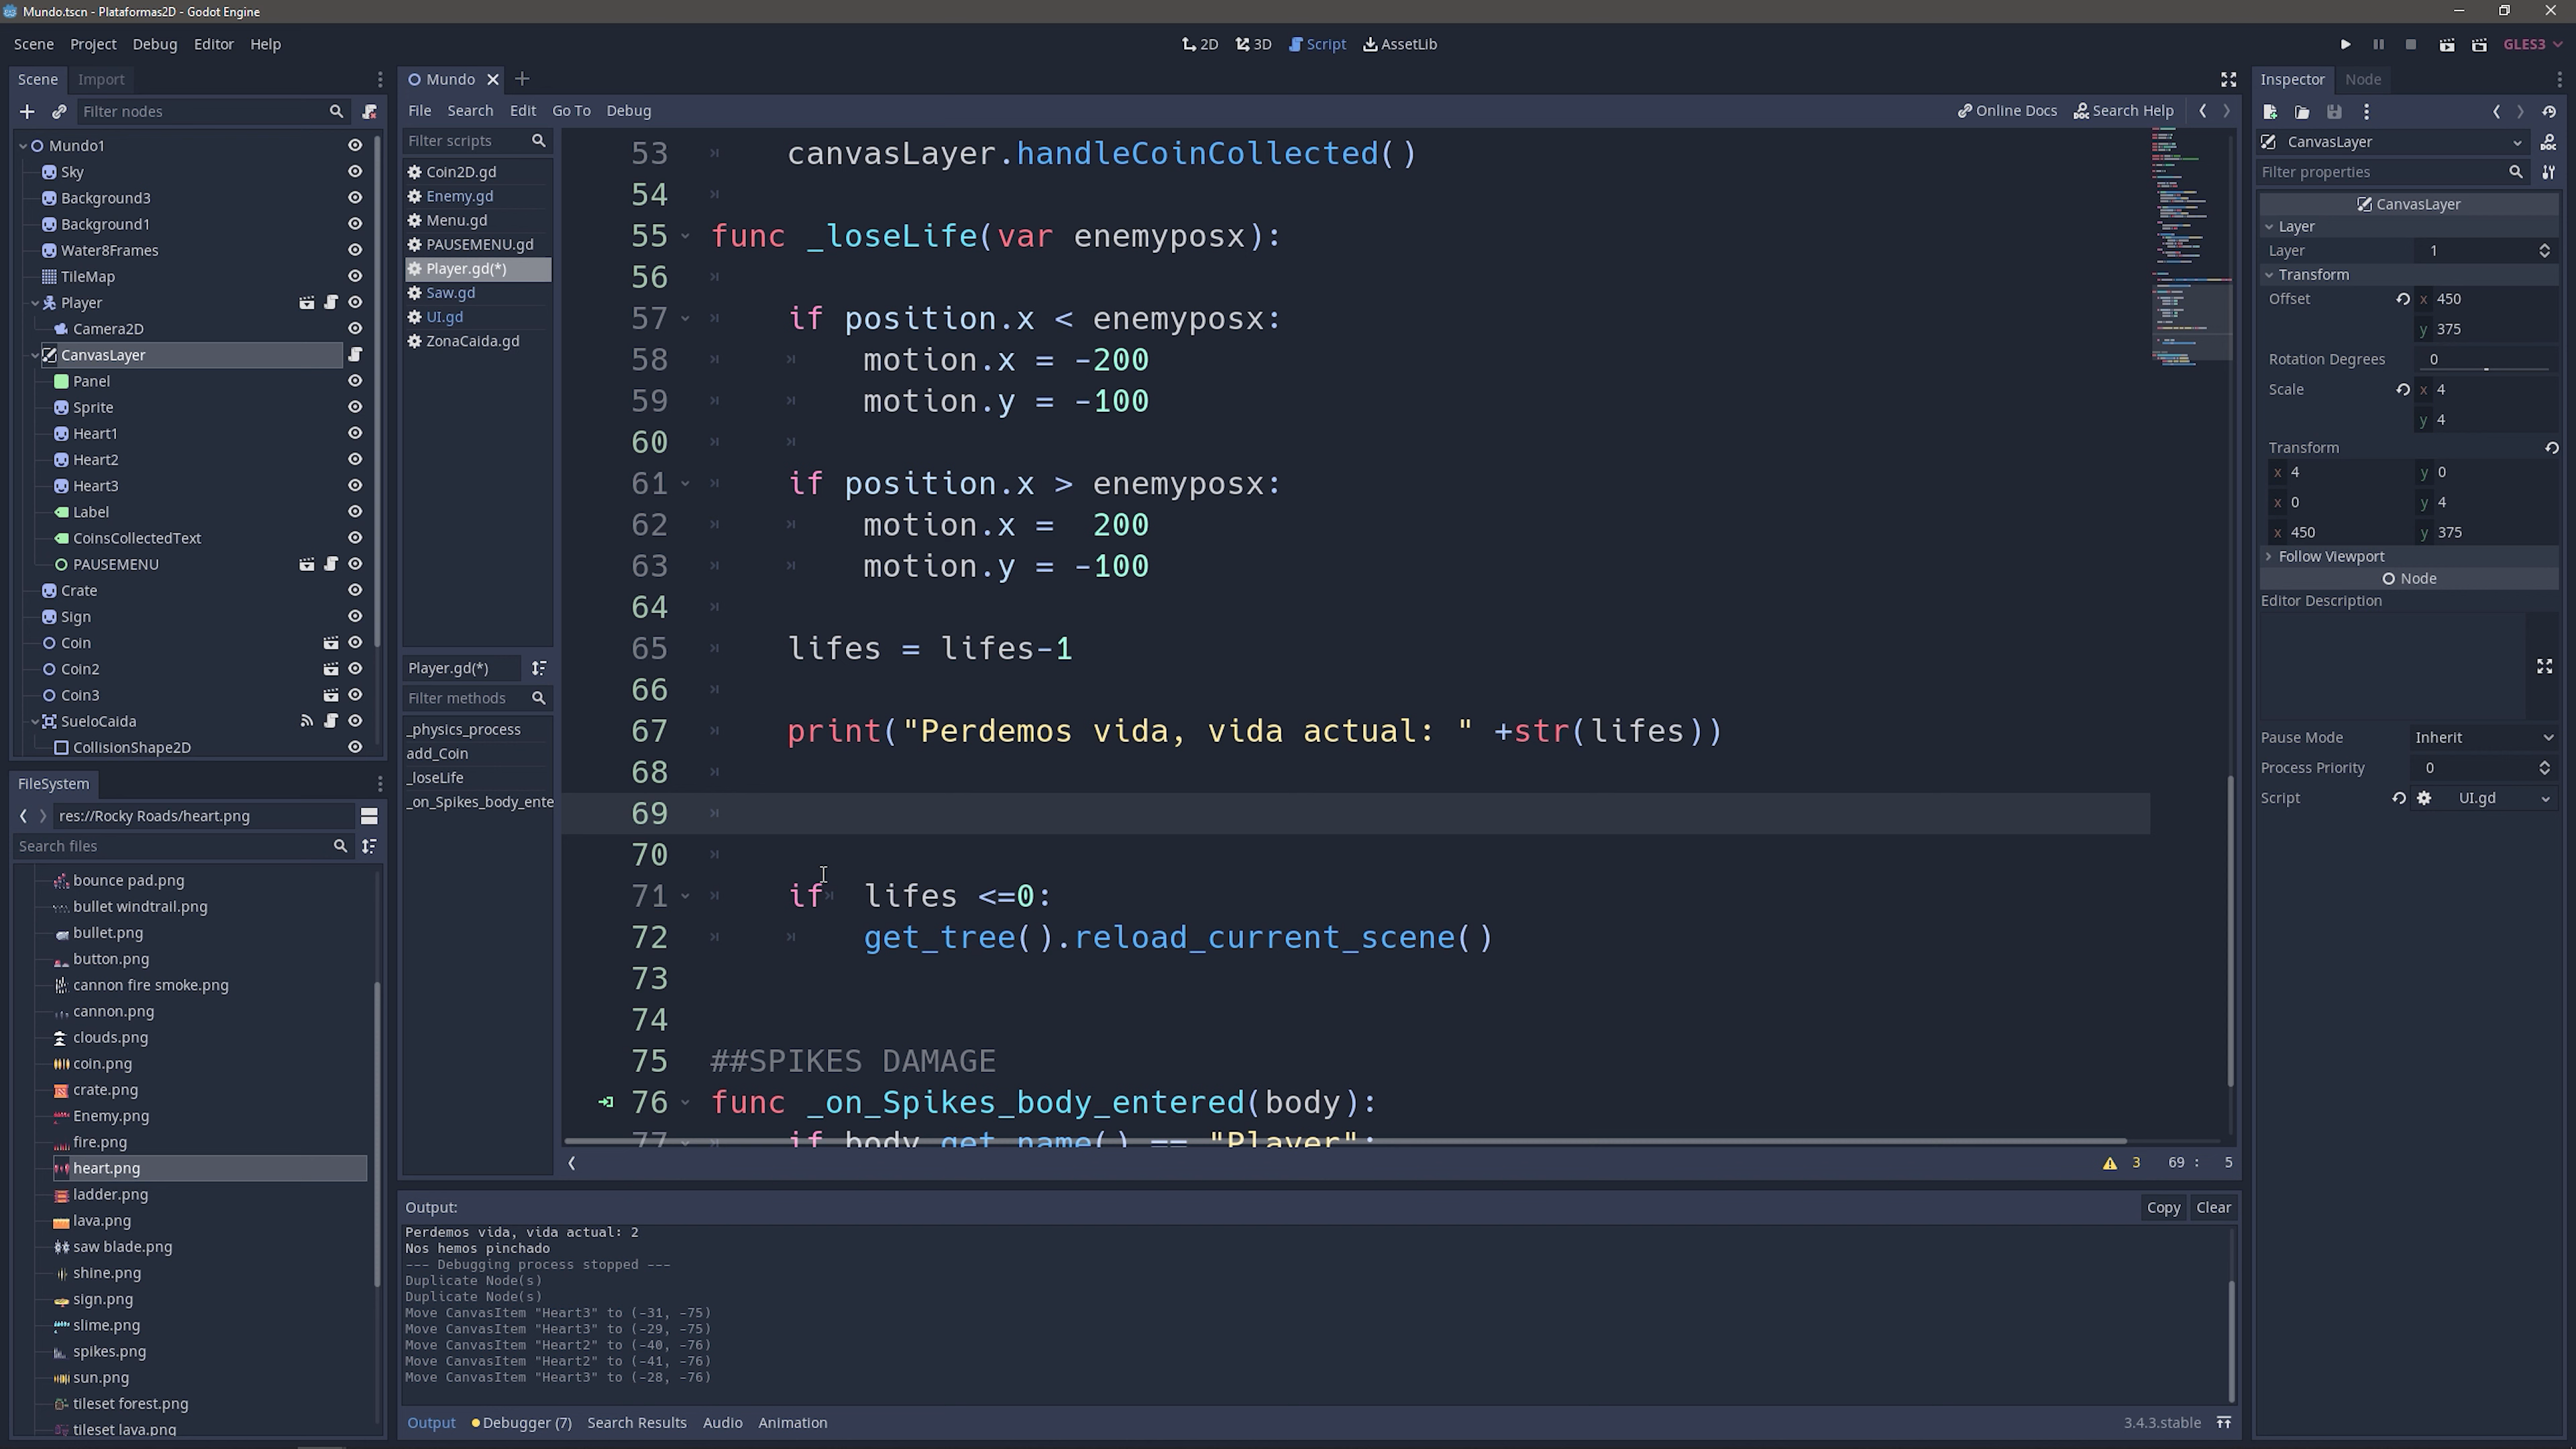 Mundo.tscn - Plataformas2D - Godot Engine
Scene Project Debug Editor Help
2D 3D Script AssetLib
GLES3
Scene Import
Filter nodes
Mundo1
Sky
Background3
Background1
Water8Frames
TileMap
Player
Camera2D
CanvasLayer
Panel
Sprite
Heart1
Heart2
Heart3
Label
CoinsCollectedText
PAUSEMENU
Crate
Sign
Coin
Coin2
Coin3
SueloCaida
CollisionShape2D
FileSystem
res://Rocky Roads/heart.png
Search files
bounce pad.png
bullet windtrail.png
bullet.png
button.png
cannon fire smoke.png
cannon.png
clouds.png
coin.png
crate.png
Enemy.png
fire.png
heart.png
ladder.png
lava.png
saw blade.png
shine.png
sign.png
slime.png
spikes.png
sun.png
tileset forest.png
tileset lava.png
Mundo
File Search Edit Go To Debug
Online Docs Search Help
Filter scripts
Coin2D.gd
Enemy.gd
Menu.gd
PAUSEMENU.gd
Player.gd(*)
Saw.gd
UI.gd
ZonaCaIda.gd
Player.gd(*)
Filter methods
_physics_process
add_Coin
_loseLife
_on_Spikes_body_ente
53 canvasLayer.handleCoinCollected()
54
55 func _loseLife(var enemyposx):
56
57 if position.x < enemyposx:
58 motion.x = -200
59 motion.y = -100
60
61 if position.x > enemyposx:
62 motion.x =  200
63 motion.y = -100
64
65 lifes = lifes-1
66
67 print("Perdemos vida, vida actual: " +str(lifes))
68
69
70
71 if lifes <=0:
72 get_tree().reload_current_scene()
73
74
75 ##SPIKES DAMAGE
76 func _on_Spikes_body_entered(body):
77 if body.get_name() == "Player":
3 69 : 5
Output:
Copy Clear
Perdemos vida, vida actual: 2
Nos hemos pinchado
--- Debugging process stopped ---
Duplicate Node(s)
Duplicate Node(s)
Move CanvasItem "Heart3" to (-31, -75)
Move CanvasItem "Heart3" to (-29, -75)
Move CanvasItem "Heart2" to (-40, -76)
Move CanvasItem "Heart2" to (-41, -76)
Move CanvasItem "Heart3" to (-28, -76)
Output Debugger (7) Search Results Audio Animation
3.4.3.stable
Inspector Node
CanvasLayer
Filter properties
CanvasLayer
Layer
Layer 1
Transform
Offset x 450
y 375
Rotation Degrees 0
Scale x 4
y 4
Transform
x 4 y 0
x 0 y 4
x 450 y 375
Follow Viewport
Node
Editor Description
Pause Mode Inherit
Process Priority 0
Script UI.gd